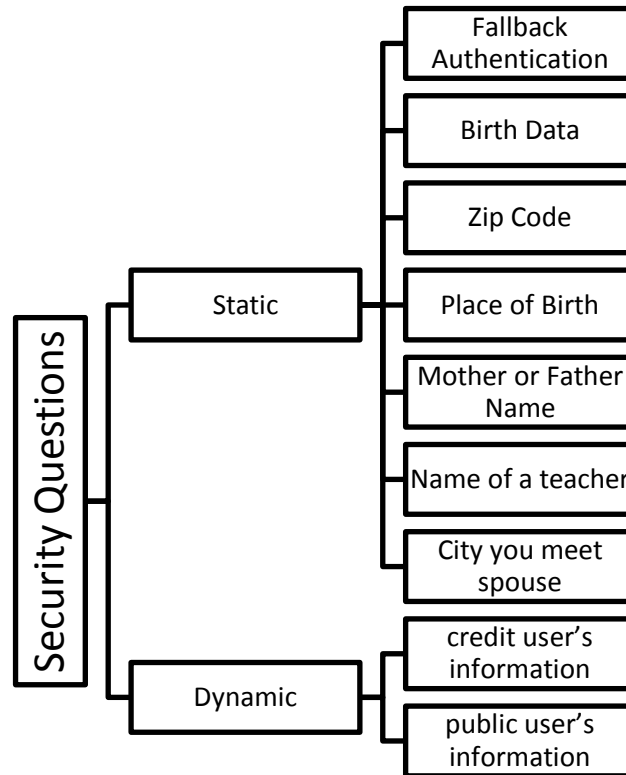 Security Questions
Static
Fallback
Authentication
Birth Data
Zip Code
Place of Birth
Mother or Father
Name
Name of a teacher
City you meet
spouse
Dynamic
credit user's
information
public user's
information